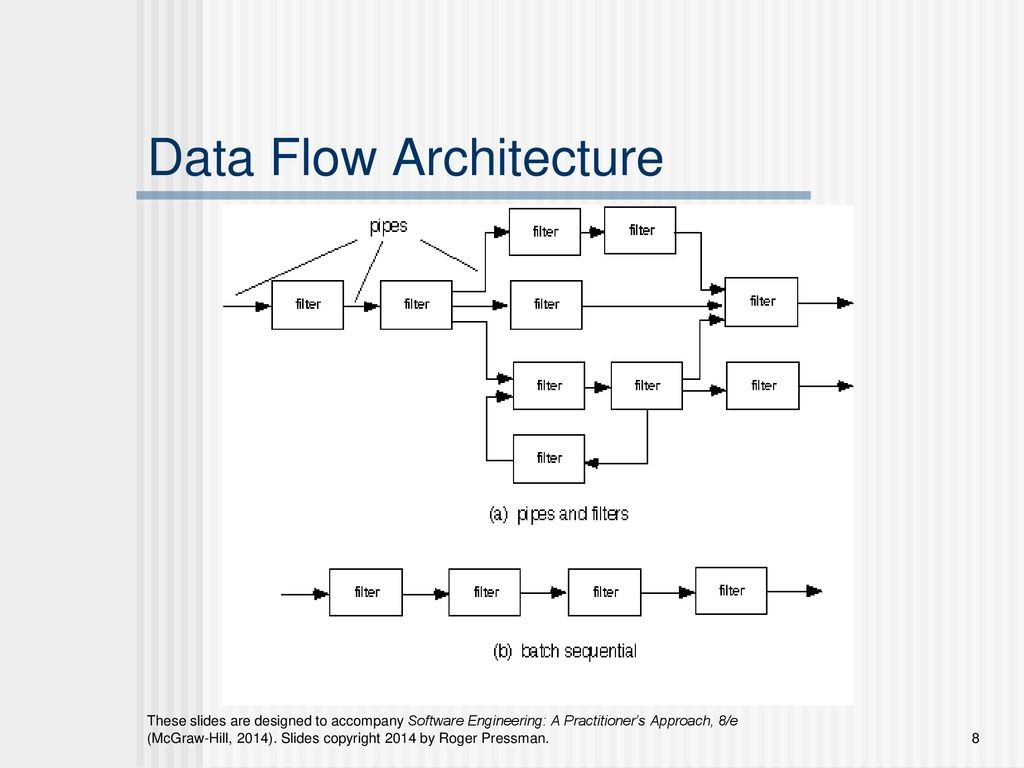 Data Flow Architecture
pipes
filter
filter
filter
filter
filter
filter
filter
filter
filter
filter
filter
(a) pipes and filters
filter
filter
filter
filter
(b) batch sequential
These slides are designed to accompany Software Engineering: A Practitioner's Approach, 8/e
(McGraw-Hill, 2014). Slides copyright 2014 by Roger Pressman.
8